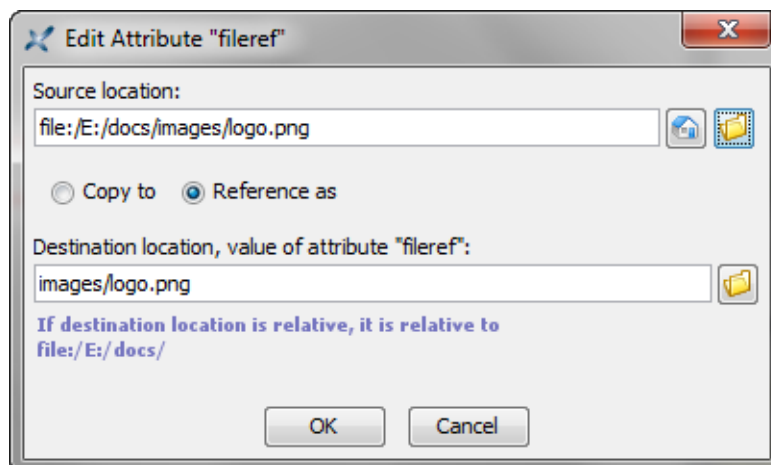 Edit Attribute "fileref"
Source location:
file:/E:/docs/images/logo.png
Copy to Reference as
Destination location, value of attribute "fileref":
images/logo.png
If destination location is relative, it is relative to
file:/E:/docs/
OK Cancel